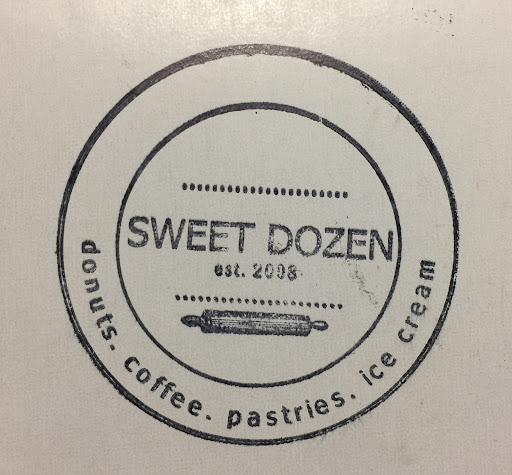 SWEET DOZEN
est. 2008
donuts. coffee. pastries. ice cream